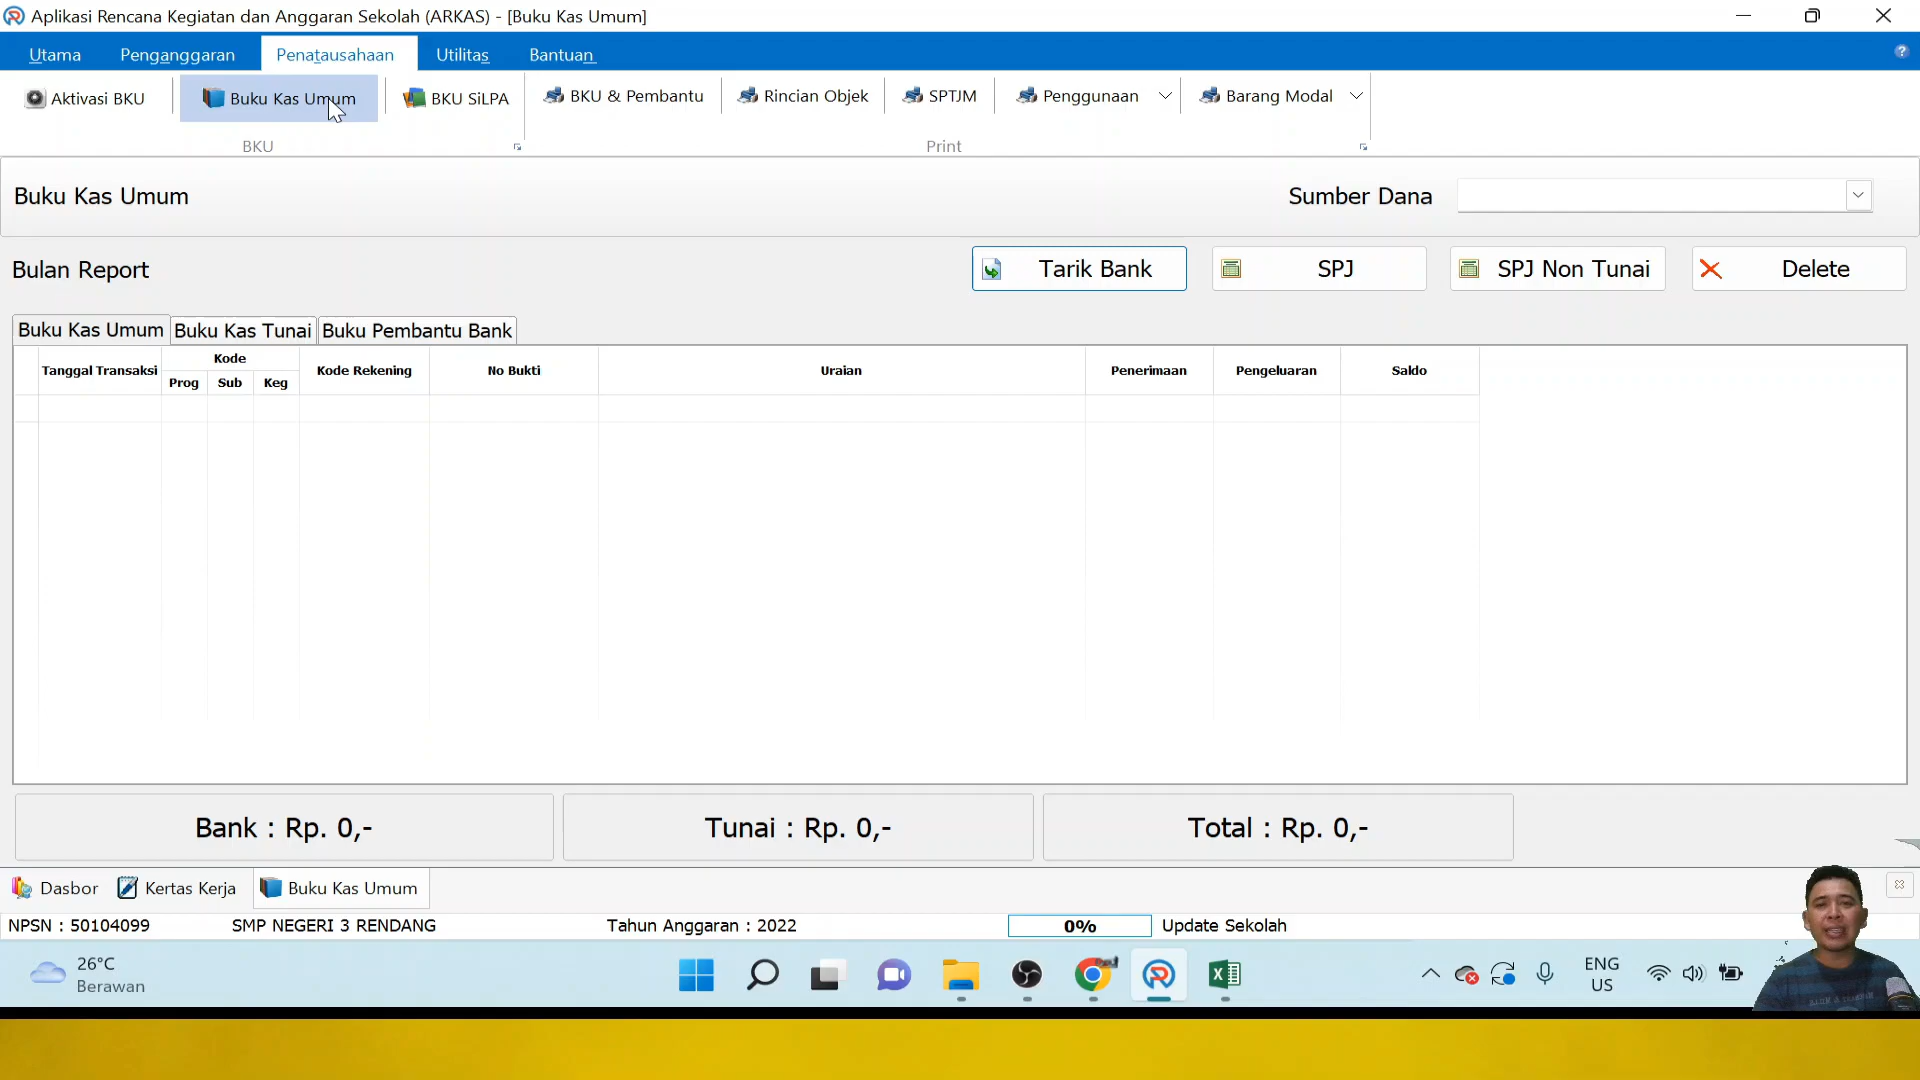 Aplikasi Rencana Kegiatan dan Anggaran Sekolah (ARKAS) - [Buku Kas Umum]
Utama Penganggaran Penatausahaan Utilitas Bantuan
Aktivasi BKU Buku Kas Umum BKU SiLPA BKU & Pembantu Rincian Objek SPTJM Penggunaan Barang Modal
BKU Print
Buku Kas Umum Sumber Dana
Bulan Report Tarik Bank SPJ SPJ Non Tunai Delete
Buku Kas Umum Buku Kas Tunai Buku Pembantu Bank
Tanggal Transaksi Kode Kode Rekening No Bukti Uraian Penerimaan Pengeluaran Saldo
Prog Sub Keg
Bank : Rp. 0,- Tunai : Rp. 0,- Total : Rp. 0,-
Dasbor Kertas Kerja Buku Kas Umum
NPSN : 50104099 SMP NEGERI 3 RENDANG Tahun Anggaran : 2022 0% Update Sekolah
26°C
Berawan
ENG
US